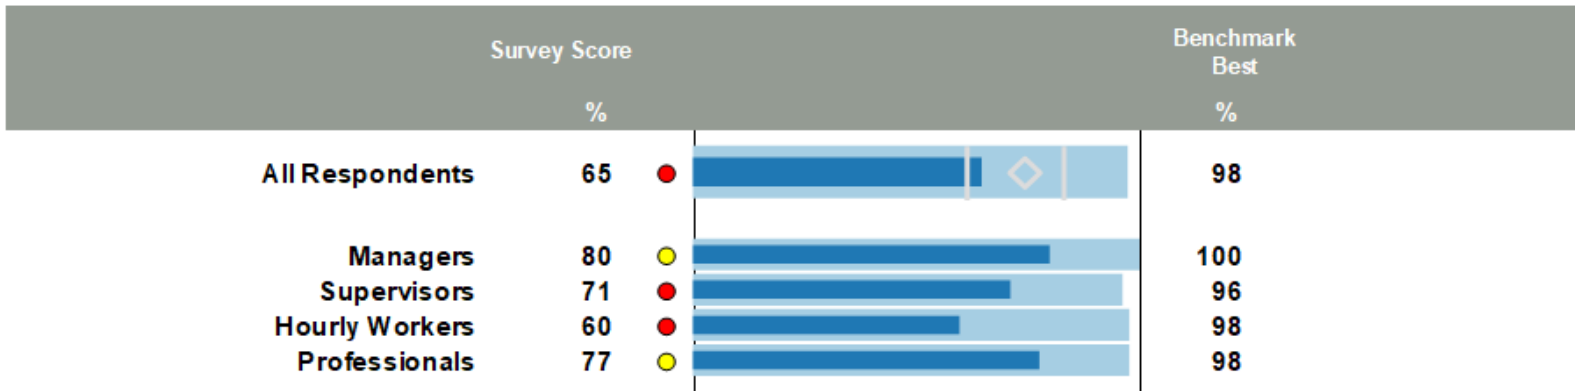 Survey Score
Benchmark
Best
% %
All Respondents 65 98
Managers 80 100
Supervisors 71 96
Hourly Workers 60 98
Professionals 77 98